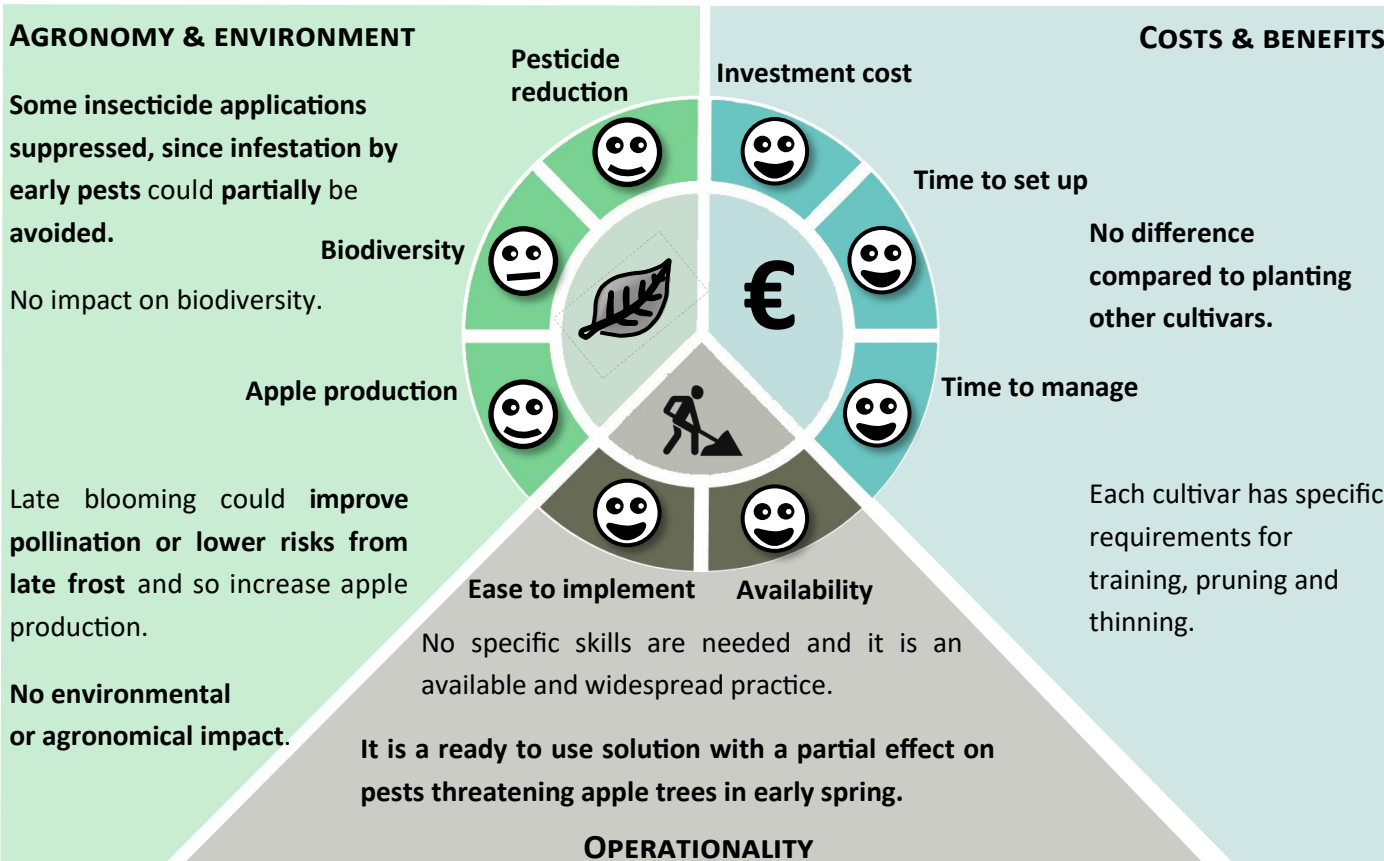 AGRONOMY & ENVIRONMENT
Some insecticide applications
suppressed, since infestation by
early pests could partially be
avoided.
No impact on biodiversity.
Late blooming could improve
pollination or lower risks from
late frost and so increase apple
production.
No environmental
or agronomical impact.
Pesticide
reduction
Biodiversity
Apple production
COSTS & BENEFITS
Investment cost
Time to set up
Time to manage
€
No difference
compared to planting
other cultivars.
Each cultivar has specific
requirements for
training, pruning and
thinning.
Ease to implement
Availability
No specific skills are needed and it is an
available and widespread practice.
It is a ready to use solution with a partial effect on
pests threatening apple trees in early spring.
OPERATIONALITY